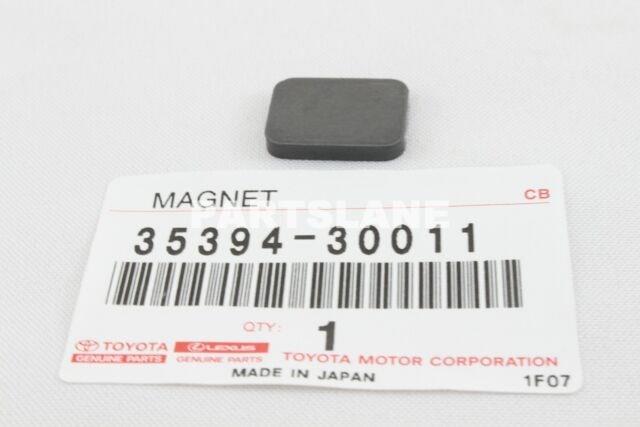 MAGNET CB
PARTSLANE
35394-30011
QTY: 1
TOYOTA LEXUS
GENUINE PARTS GENUINE PARTS TOYOTA MOTOR CORPORATION
MADE IN JAPAN 1F07